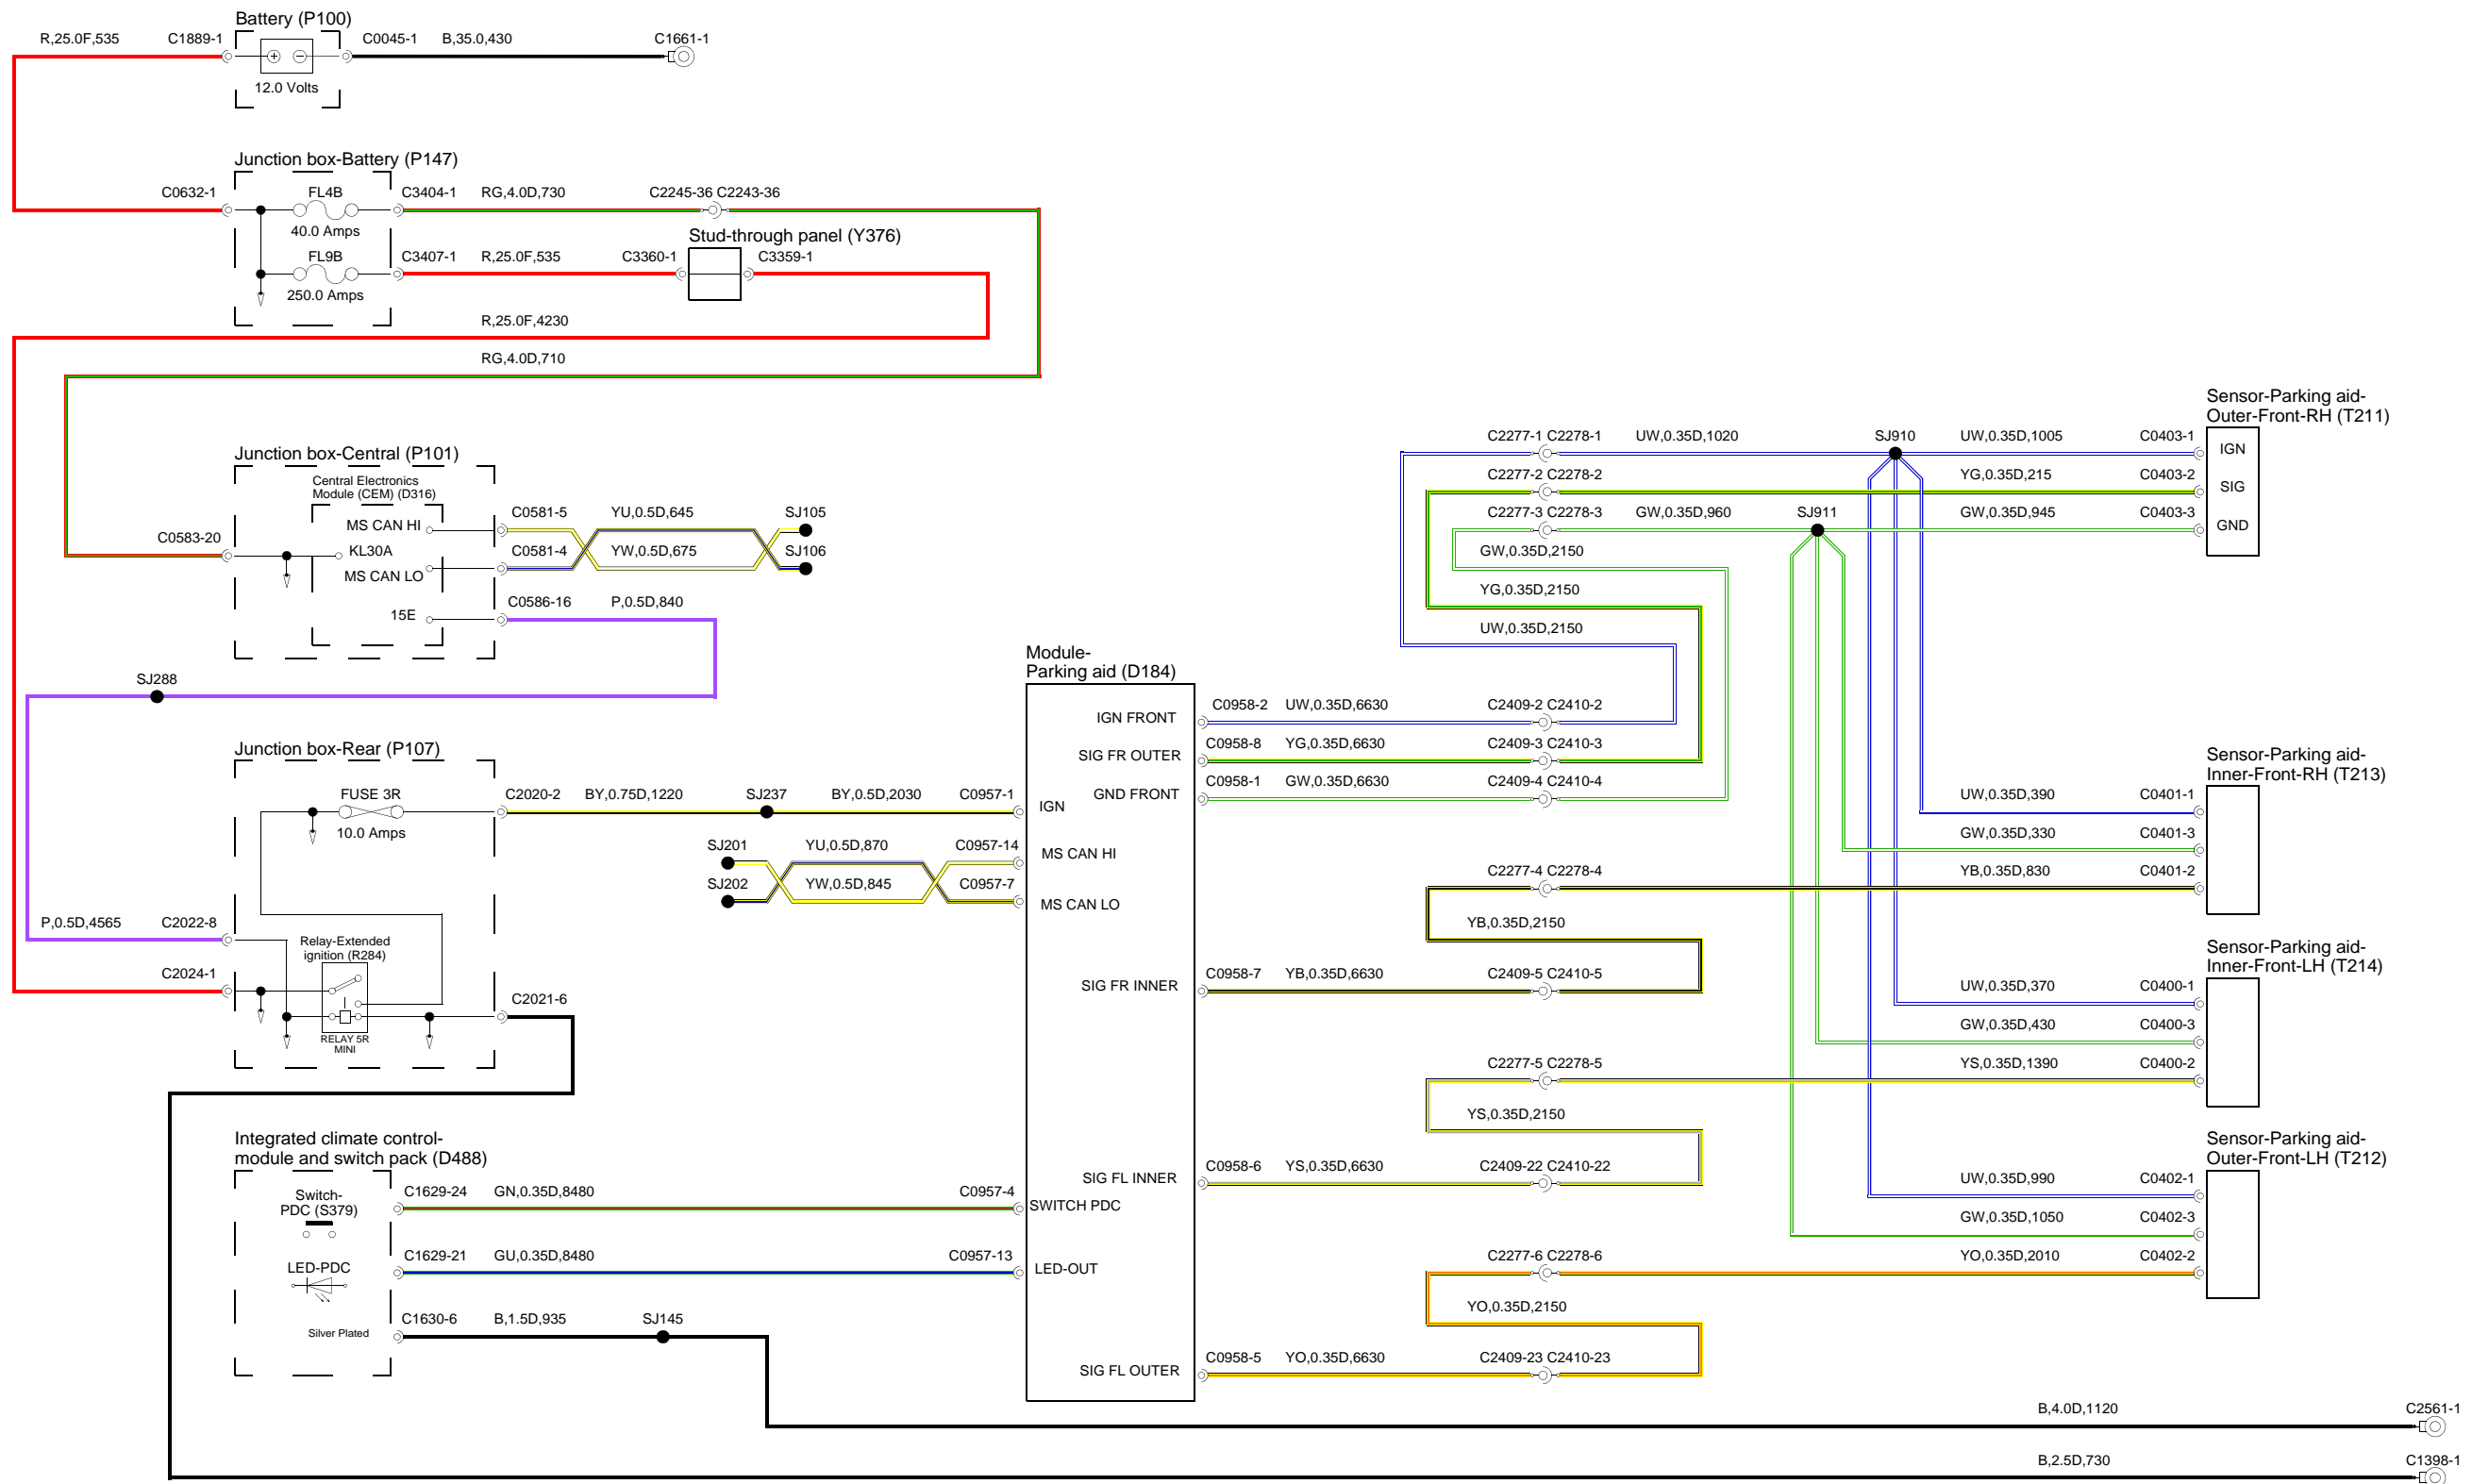 Battery (P100)
R,25.0F,535
C1889-1
C0045-1
B,35.0,430
C1661-1
12.0 Volts
Junction box-Battery (P147)
C0632-1
FL4B
C3404-1
RG,4.0D,730
C2245-36 C2243-36
40.0 Amps
Stud-through panel (Y376)
FL9B
C3407-1
R,25.0F,535
C3360-1
C3359-1
250.0 Amps
R,25.0F,4230
RG,4.0D,710
Junction box-Central (P101)
Central Electronics
Module (CEM) (D316)
MS CAN HI
C0581-5
YU,0.5D,645
SJ105
C0583-20
KL30A
C0581-4
YW,0.5D,675
SJ106
MS CAN LO
15E
C0586-16
P,0.5D,840
SJ288
Junction box-Rear (P107)
FUSE 3R
10.0 Amps
C2020-2
BY,0.75D,1220
SJ237
BY,0.5D,2030
C0957-1
SJ201
YU,0.5D,870
C0957-14
SJ202
YW,0.5D,845
C0957-7
P,0.5D,4565
C2022-8
Relay-Extended
ignition (R284)
C2024-1
C2021-6
RELAY 5R
MINI
Integrated climate control-
module and switch pack (D488)
Switch-
PDC (S379)
C1629-24
GN,0.35D,8480
C0957-4
LED-PDC
C1629-21
GU,0.35D,8480
C0957-13
Silver Plated
C1630-6
B,1.5D,935
SJ145
Module-
Parking aid (D184)
IGN FRONT
SIG FR OUTER
GND FRONT
IGN
MS CAN HI
MS CAN LO
SIG FR INNER
SIG FL INNER
SWITCH PDC
LED-OUT
SIG FL OUTER
C0958-2
UW,0.35D,6630
C2409-2 C2410-2
C0958-8
YG,0.35D,6630
C2409-3 C2410-3
C0958-1
GW,0.35D,6630
C2409-4 C2410-4
C2277-1 C2278-1
UW,0.35D,1020
SJ910
UW,0.35D,1005
C0403-1
C2277-2 C2278-2
YG,0.35D,215
C0403-2
C2277-3 C2278-3
GW,0.35D,960
SJ911
GW,0.35D,945
C0403-3
GW,0.35D,2150
YG,0.35D,2150
UW,0.35D,2150
Sensor-Parking aid-
Outer-Front-RH (T211)
IGN
SIG
GND
Sensor-Parking aid-
Inner-Front-RH (T213)
UW,0.35D,390
C0401-1
GW,0.35D,330
C0401-3
C2277-4 C2278-4
YB,0.35D,830
C0401-2
YB,0.35D,2150
C0958-7
YB,0.35D,6630
C2409-5 C2410-5
Sensor-Parking aid-
Inner-Front-LH (T214)
UW,0.35D,370
C0400-1
GW,0.35D,430
C0400-3
C2277-5 C2278-5
YS,0.35D,1390
C0400-2
YS,0.35D,2150
C0958-6
YS,0.35D,6630
C2409-22 C2410-22
Sensor-Parking aid-
Outer-Front-LH (T212)
UW,0.35D,990
C0402-1
GW,0.35D,1050
C0402-3
C2277-6 C2278-6
YO,0.35D,2010
C0402-2
YO,0.35D,2150
C0958-5
YO,0.35D,6630
C2409-23 C2410-23
B,4.0D,1120
C2561-1
B,2.5D,730
C1398-1